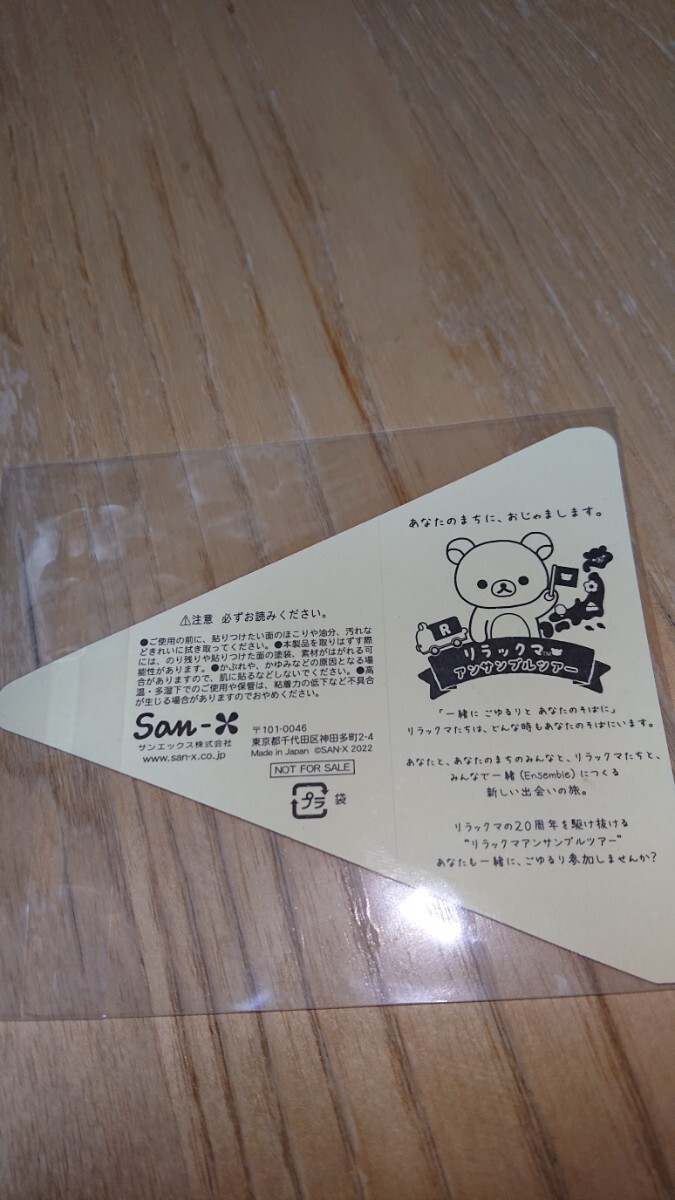 あなたのまちに、おじゃまします。
R
リラックマ
アンサンブルツアー
「一緒に ごゆるりと あなたのそばに」
リラックマたちは、どんな時もあなたのそばにいます。
あなたと、あなたのまちのみんなと、リラックマたちと、
みんなで一緒（Ensemble）につくる
新しい出会いの旅。
リラックマの20周年を駆け抜ける
“リラックマアンサンブルツアー”
あなたも一緒に、ごゆるり参加しませんか？
⚠注意 必ずお読みください。
●ご使用の前に、貼りつけたい面のほこりや油分、汚れな
どきれいに拭き取ってください。●本製品を取りはずす際
には、のり残りや貼りつけた面の塗装、素材がはがれる可
能性があります。●かぶれや、かゆみなどの原因となる場
合がありますので、肌に貼るなどしないでください。●高
温・多湿下でのご使用や保管は、粘着力の低下など不具合
が生じる場合がありますのでおやめください。
San-X
サンエックス株式会社
www.san-x.co.jp
〒101-0046
東京都千代田区神田多町2-4
Made in Japan ©SAN-X 2022
NOT FOR SALE
プラ 袋